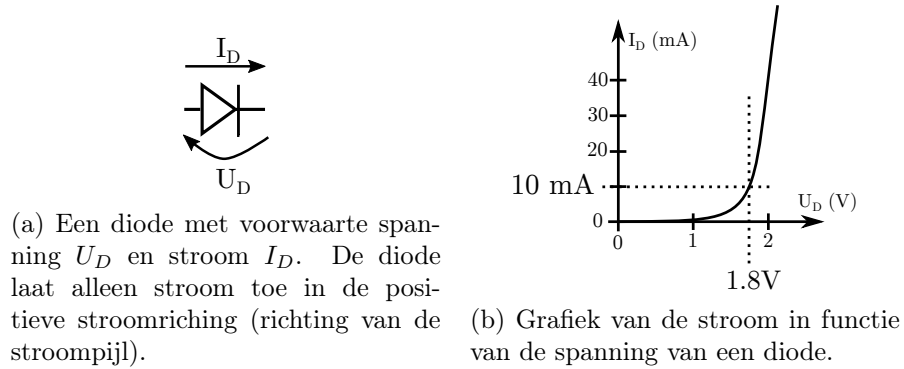 I_D
U_D
(a) Een diode met voorwaarte span-
ning U_D en stroom I_D. De diode
laat alleen stroom toe in de posi-
tieve stroomriching (richting van de
stroompijl).
I_D (mA)
40
30
20
10 mA
0
U_D (V)
0 1 2
1.8V
(b) Grafiek van de stroom in functie
van de spanning van een diode.